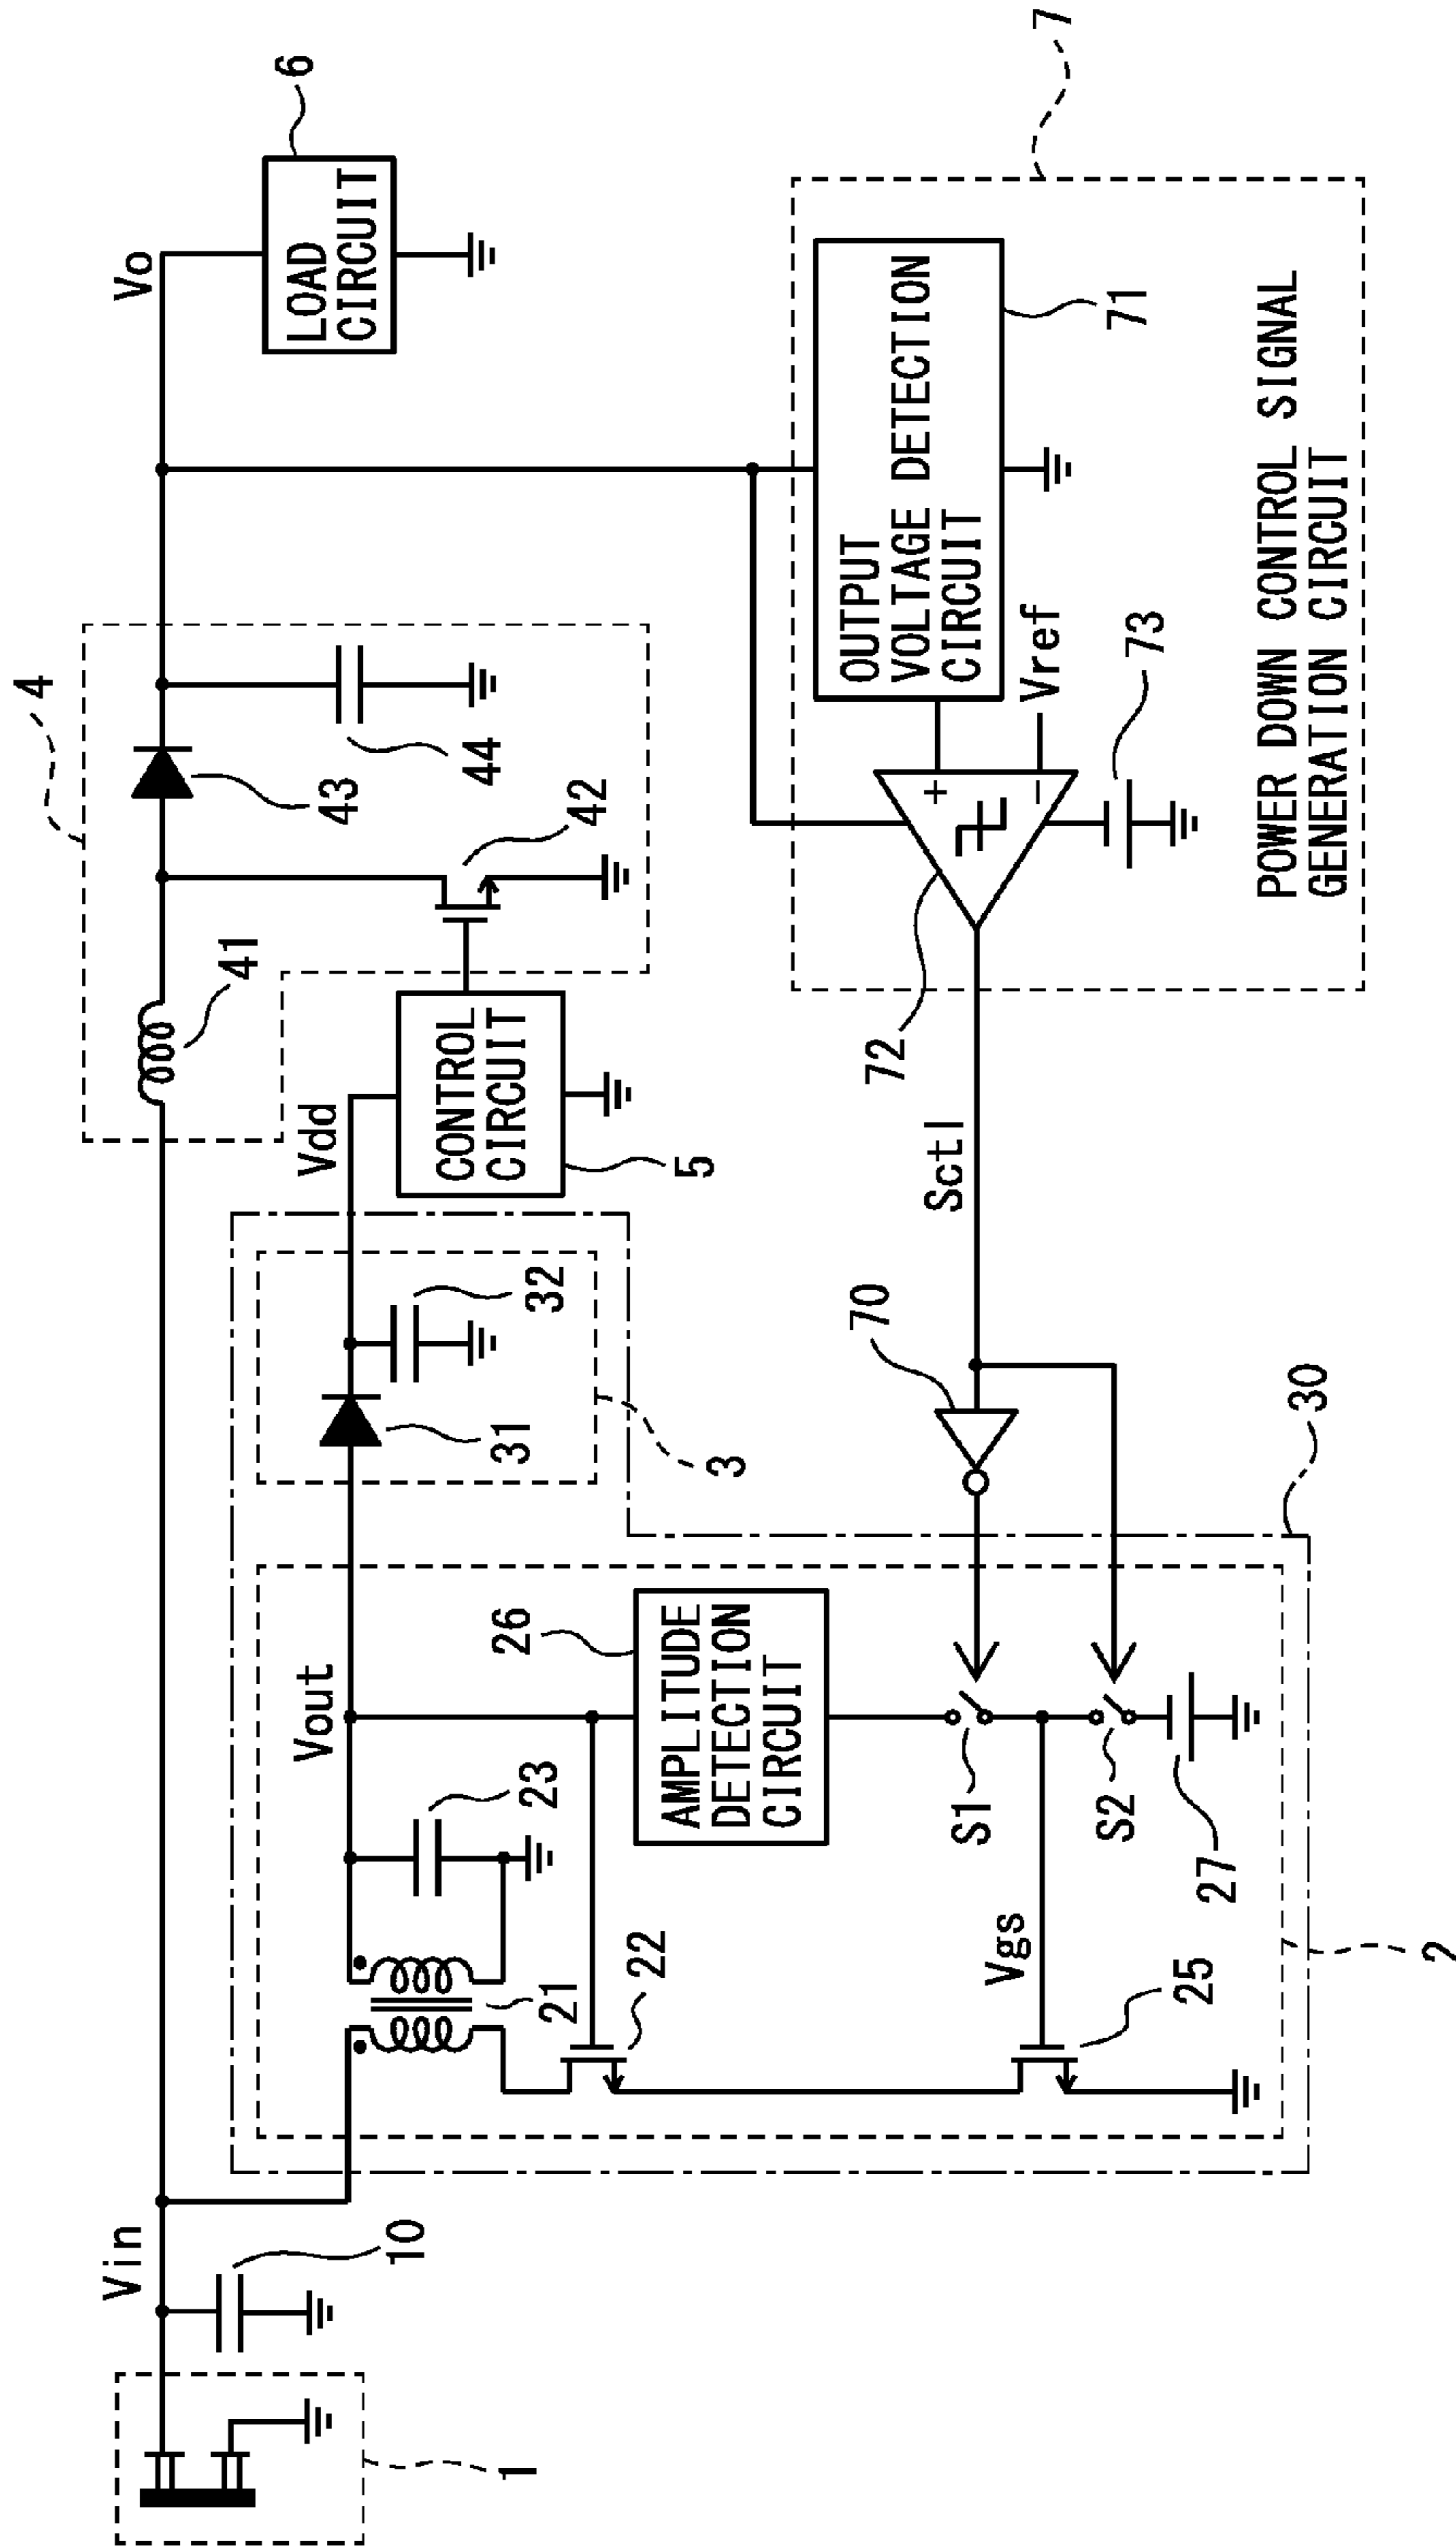 Vin
10
1
4
41
43
44
42
Vo
LOAD
CIRCUIT
6
Vdd
CONTROL
CIRCUIT
5
31
32
3
Vout
21
23
22
26
AMPLITUDE
DETECTION
CIRCUIT
S1
S2
27
Vgs
25
2
30
70
Sctl
72
+
−
OUTPUT
VOLTAGE DETECTION
CIRCUIT
71
Vref
73
POWER DOWN CONTROL SIGNAL
GENERATION CIRCUIT
7